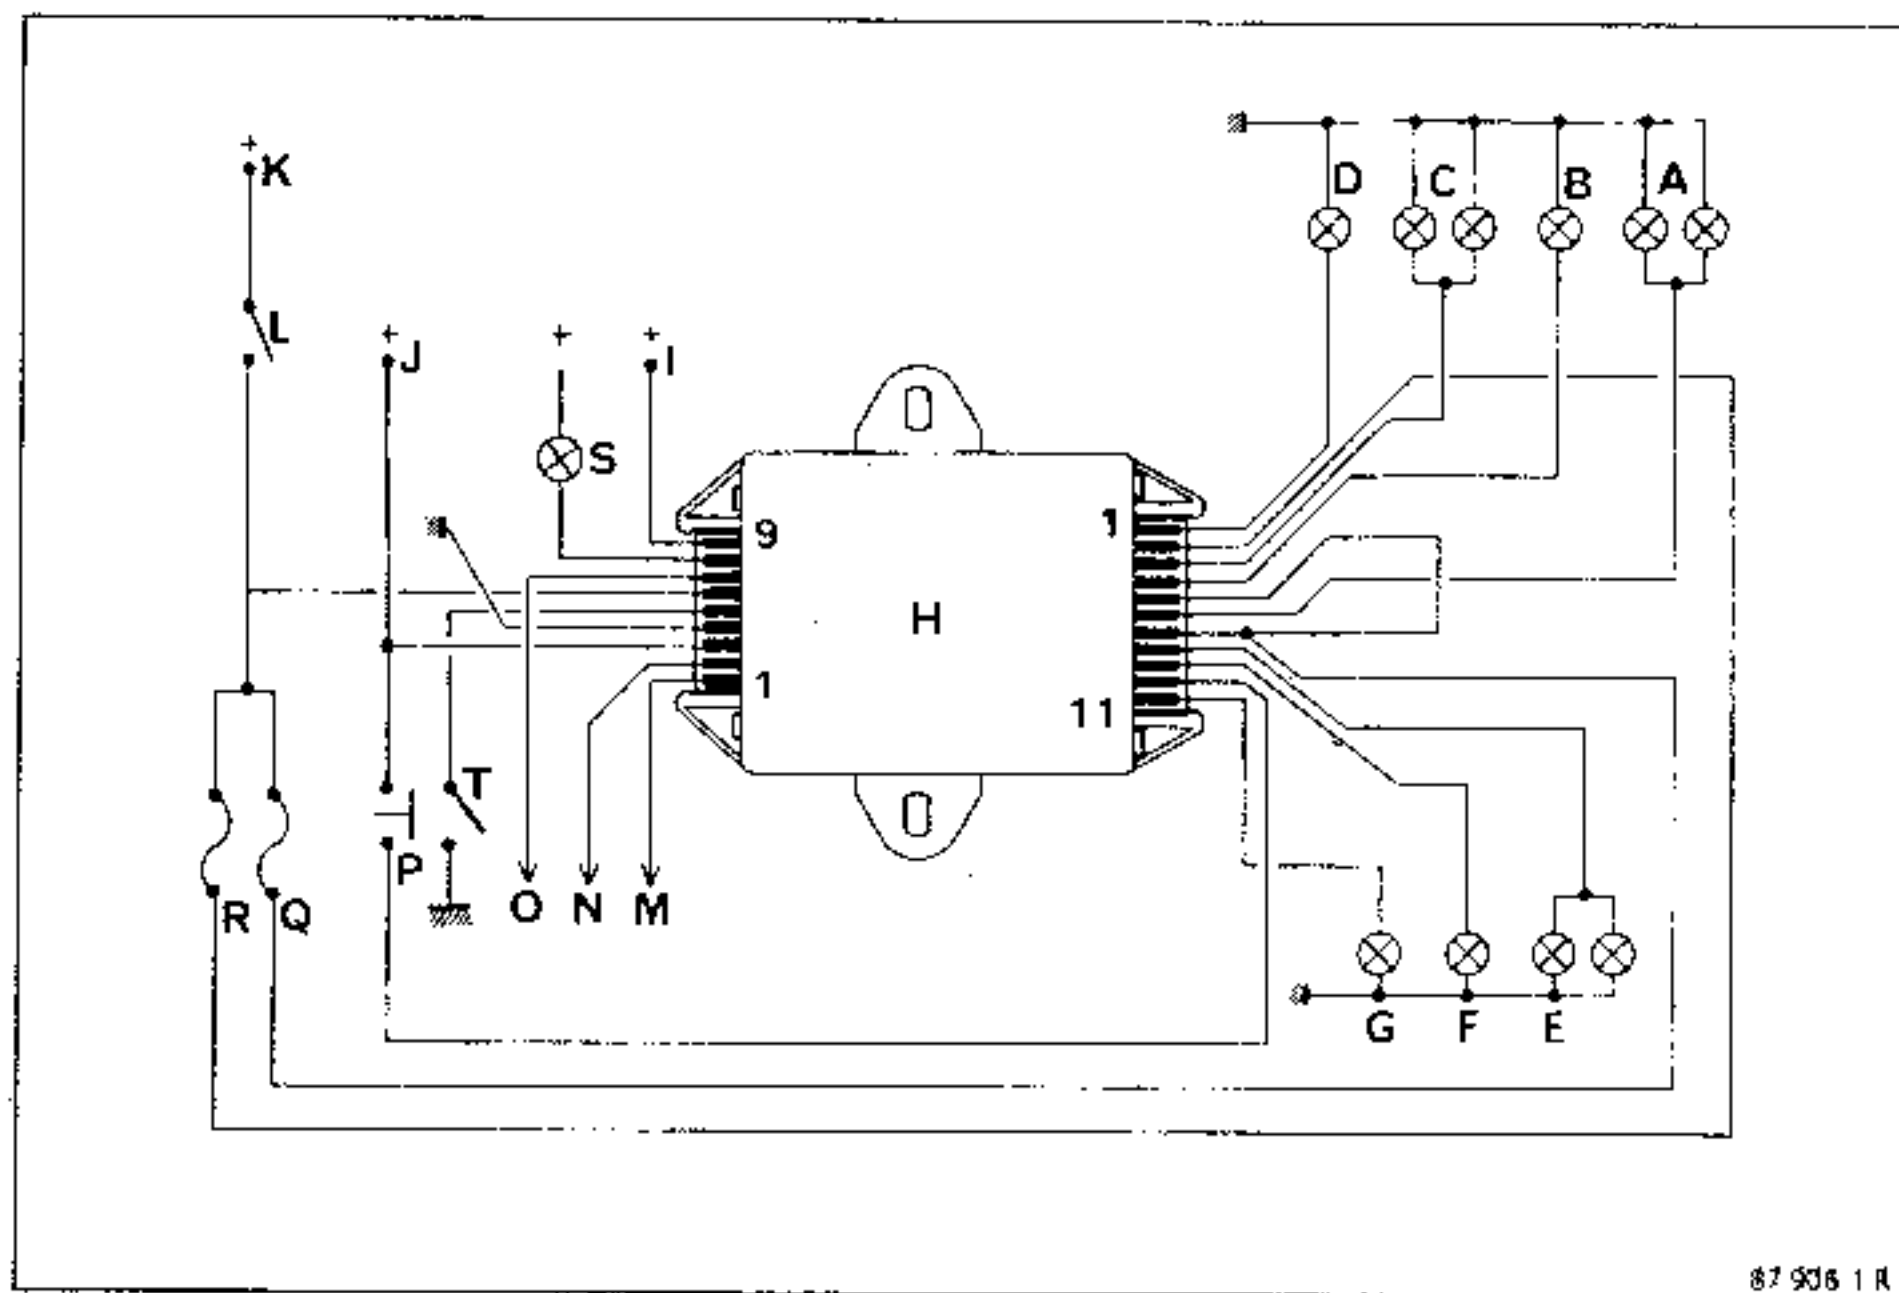 +
K
D C B A
L
+ + +
J I
S
9 1
H
1 11
T
P
R Q O N M
G F E
87 906 1 R